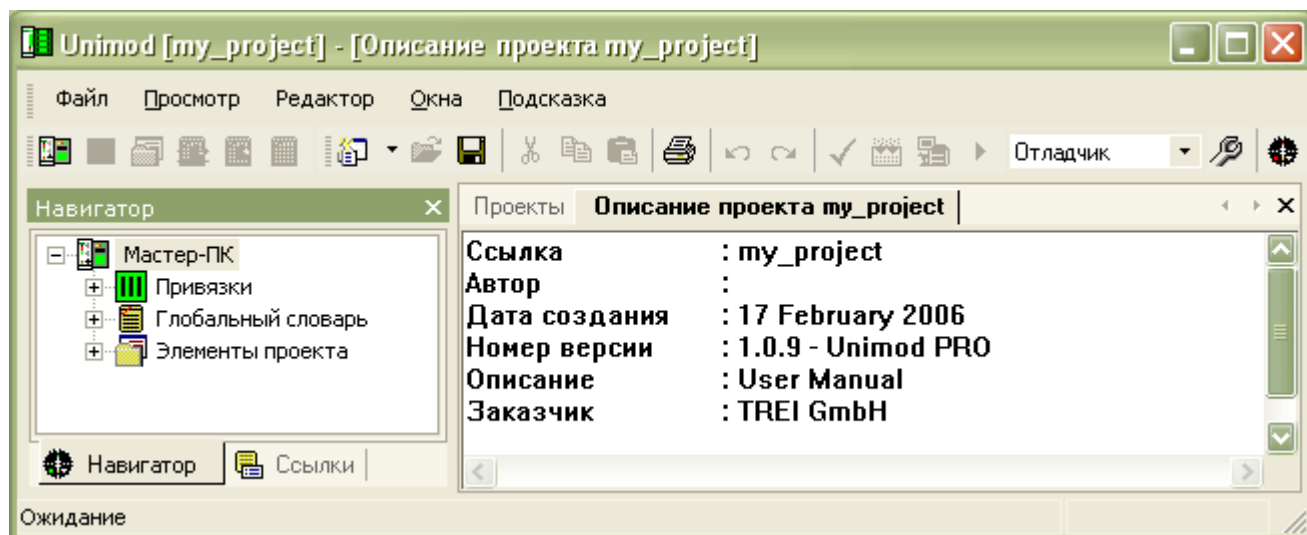 Unimod [my_project] - [Описание проекта my_project]
Файл Просмотр Редактор Окна Подсказка
Отладчик
Навигатор
Мастер-ПК
Привязки
Глобальный словарь
Элементы проекта
Навигатор Ссылки
Проекты Описание проекта my_project
Ссылка : my_project
Автор :
Дата создания : 17 February 2006
Номер версии : 1.0.9 - Unimod PRO
Описание : User Manual
Заказчик : TREI GmbH
Ожидание